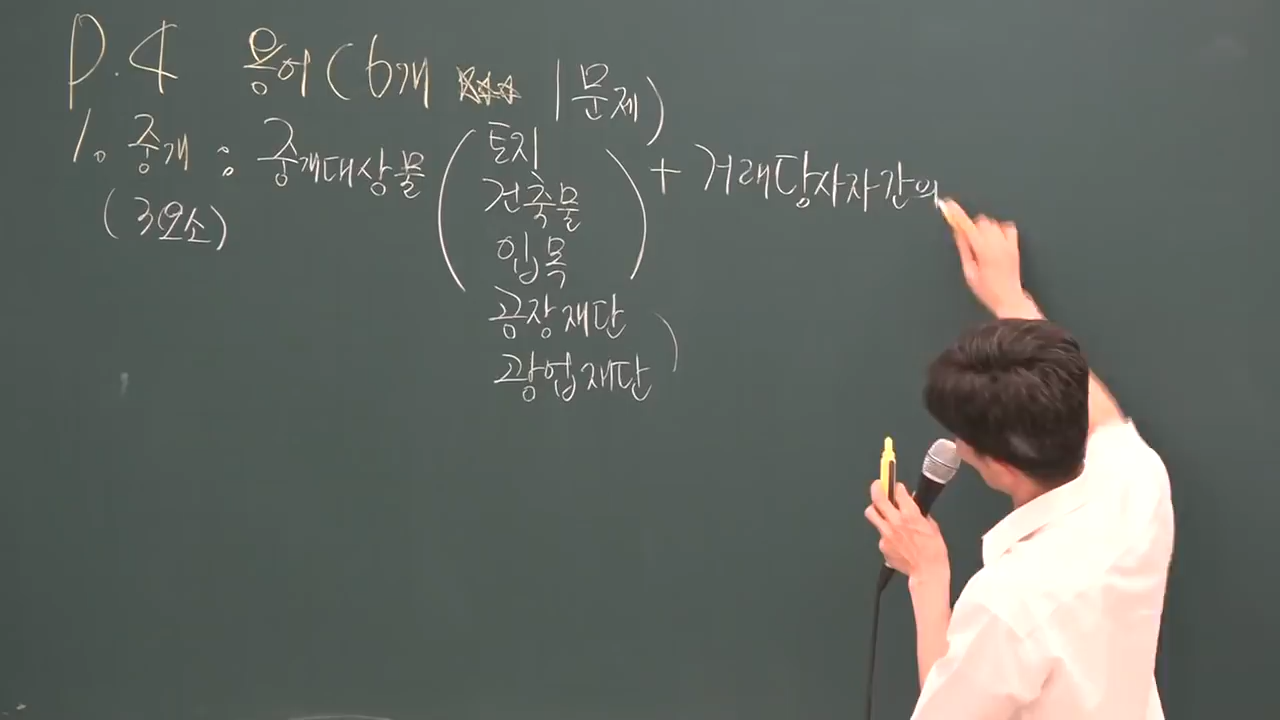 P.4 용어 (6개 ☆☆☆ 1문제)
1. 중개 : 중개대상물 ( 토지 ) + 거래당사자간의
(3요소)
건축물
입목
공장재단
광업재단 )